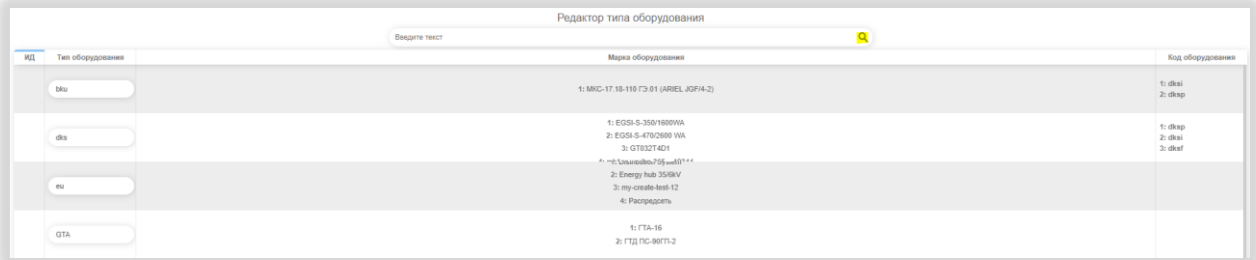 Редактор типа оборудования
Введите текст
ИД Тип оборудования Марка оборудования Код оборудования
bku
1: МКС-17.18-110 ГЭ.01 (ARIEL JGF/4-2)
1: dksi
2: dksp
dks
1: EGSI-S-350/1600WA
2: EGSI-S-470/2600 WA
3: GT032T4D1
1: dksp
2: dksi
3: dksf
eu
2: Energy hub 35/6kV
3: my-create-test-12
4: Распредсеть
GTA
1: ГТА-16
2: ГТД ПС-90ГП-2